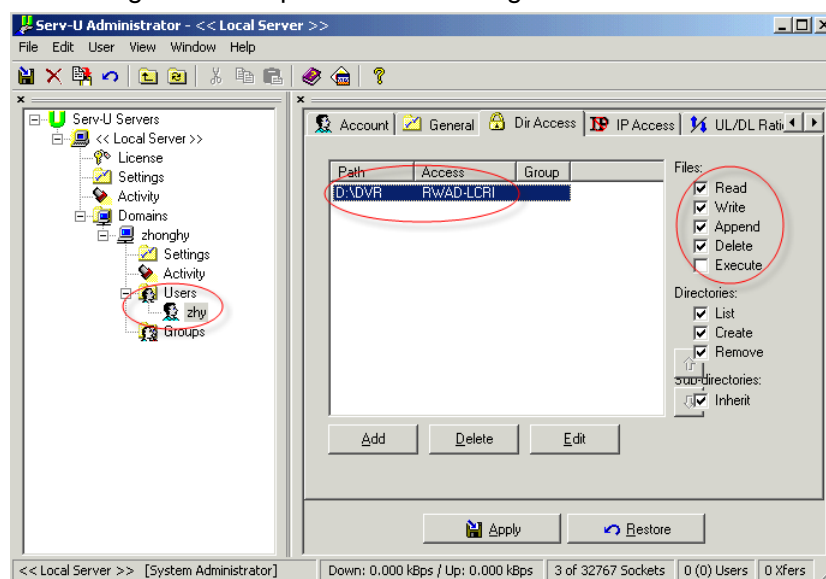 Serv-U Administrator - << Local Server >>
File Edit User View Window Help
Serv-U Servers
<< Local Server >>
License
Settings
Activity
Domains
zhonghy
Settings
Activity
Users
zhy
Groups
Account General Dir Access IP Access UL/DL Rati
Path Access Group
D:\DVR RWAD-LCRI
Files:
Read
Write
Append
Delete
Execute
Directories:
List
Create
Remove
Sub-directories:
Inherit
Add Delete Edit
Apply Restore
<< Local Server >> [System Administrator] Down: 0.000 kBps / Up: 0.000 kBps 3 of 32767 Sockets 0 (0) Users 0 Xfers